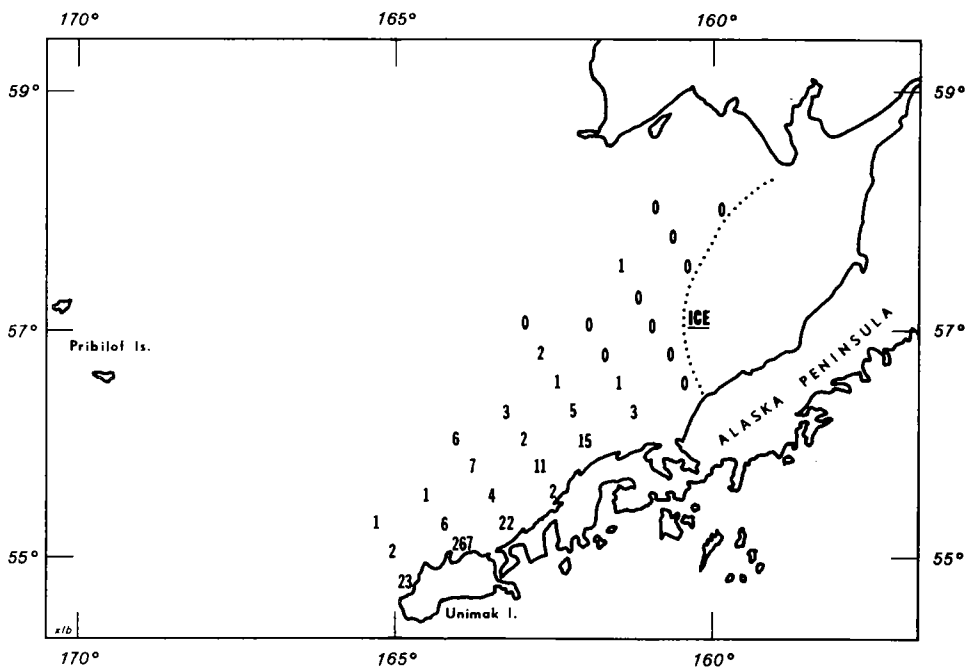 170° 165° 160°
59° 59°
0 0
0
1 0
0
ICE
0 0 0
57° 57°
Pribilof Is.
2 0 0
1 1 0
3 5 3
6 2 15
7 11
1 4 2
1 6 22
2 267
55° 55°
23
ALASKA PENINSULA
Unimak I.
x/b
170° 165° 160°